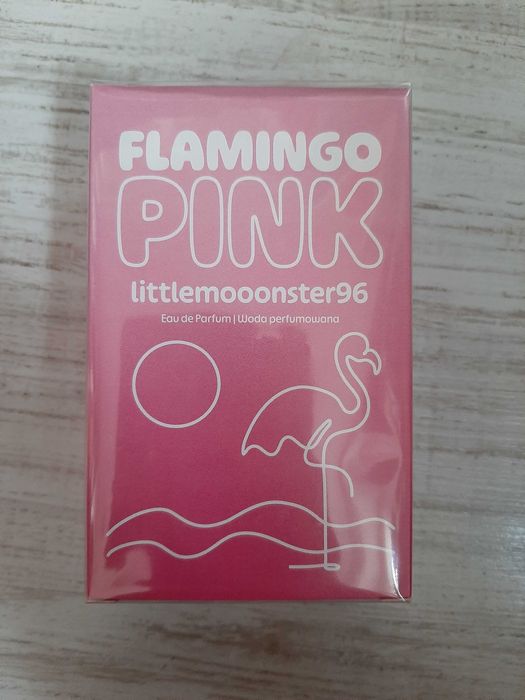 FLAMINGO
PINK
littlemooonster96
Eau de Parfum | Woda perfumowana